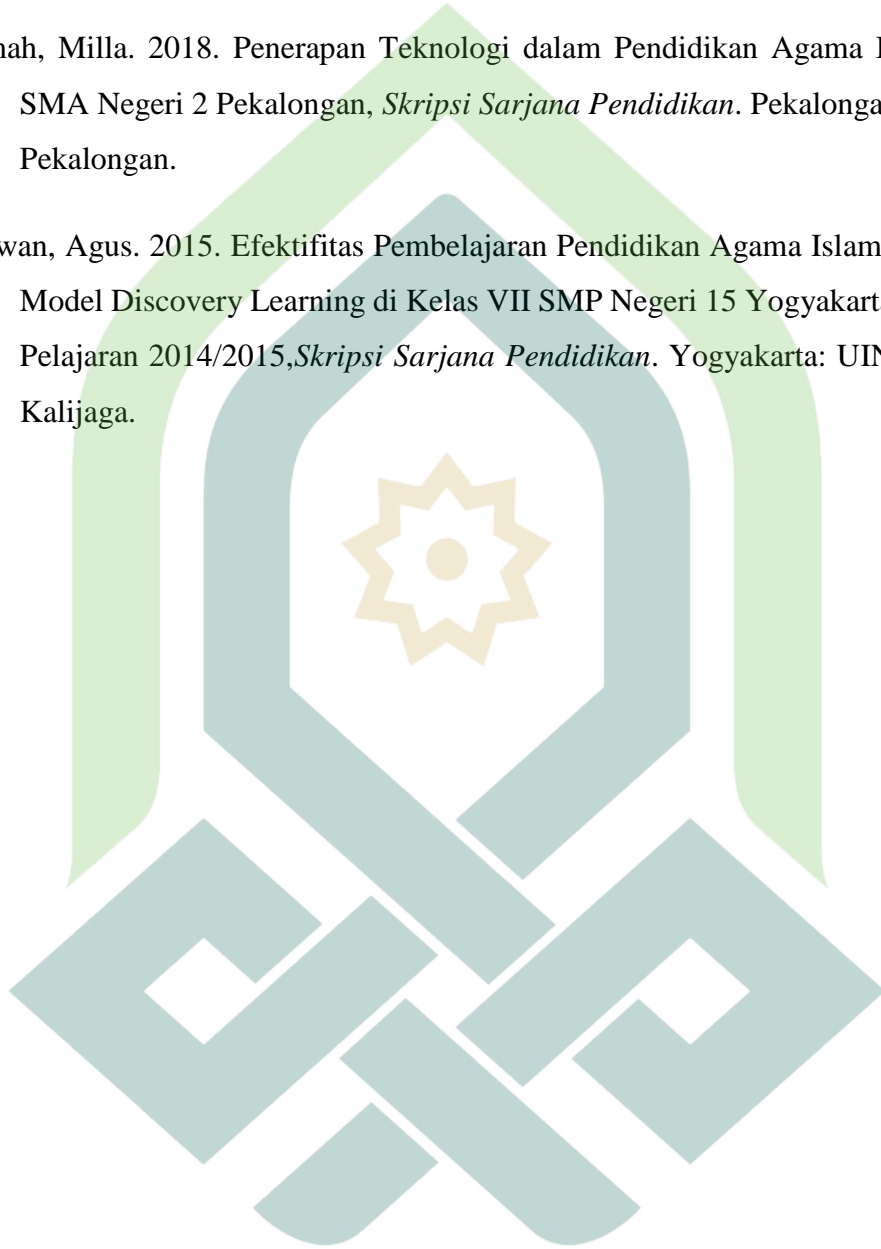 nah, Milla. 2018. Penerapan Teknologi dalam Pendidikan Agama I
SMA Negeri 2 Pekalongan, Skripsi Sarjana Pendidikan. Pekalonga
Pekalongan.
wan, Agus. 2015. Efektifitas Pembelajaran Pendidikan Agama Islam
Model Discovery Learning di Kelas VII SMP Negeri 15 Yogyakarta
Pelajaran 2014/2015,Skripsi Sarjana Pendidikan. Yogyakarta: UIN
Kalijaga.